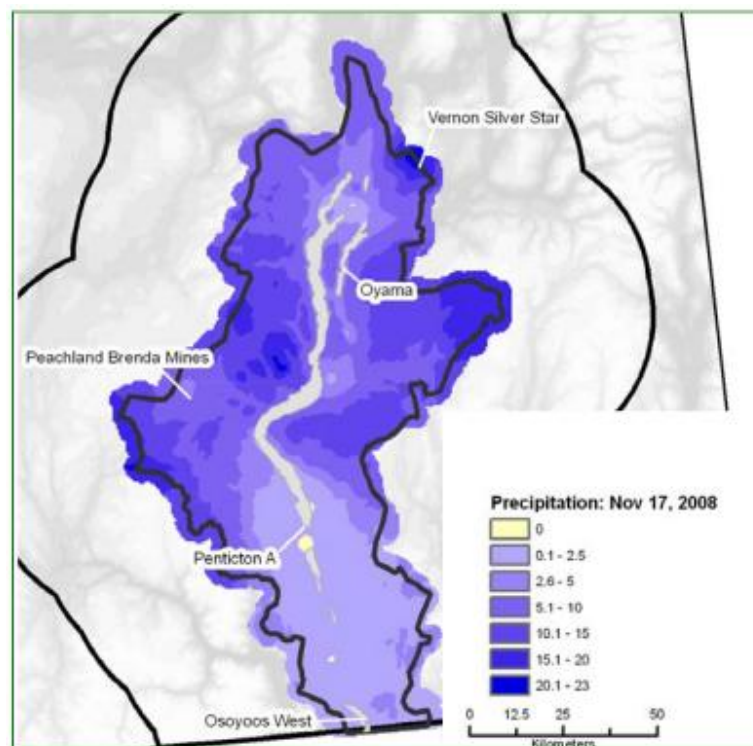 Vernon Silver Star
Oyama
Peachland Brenda Mines
Penticton A
Osoyoos West
Precipitation: Nov 17, 2008
0
0.1 - 2.5
2.6 - 5
5.1 - 10
10.1 - 15
15.1 - 20
20.1 - 23
0 12.5 25 50
Kilometers